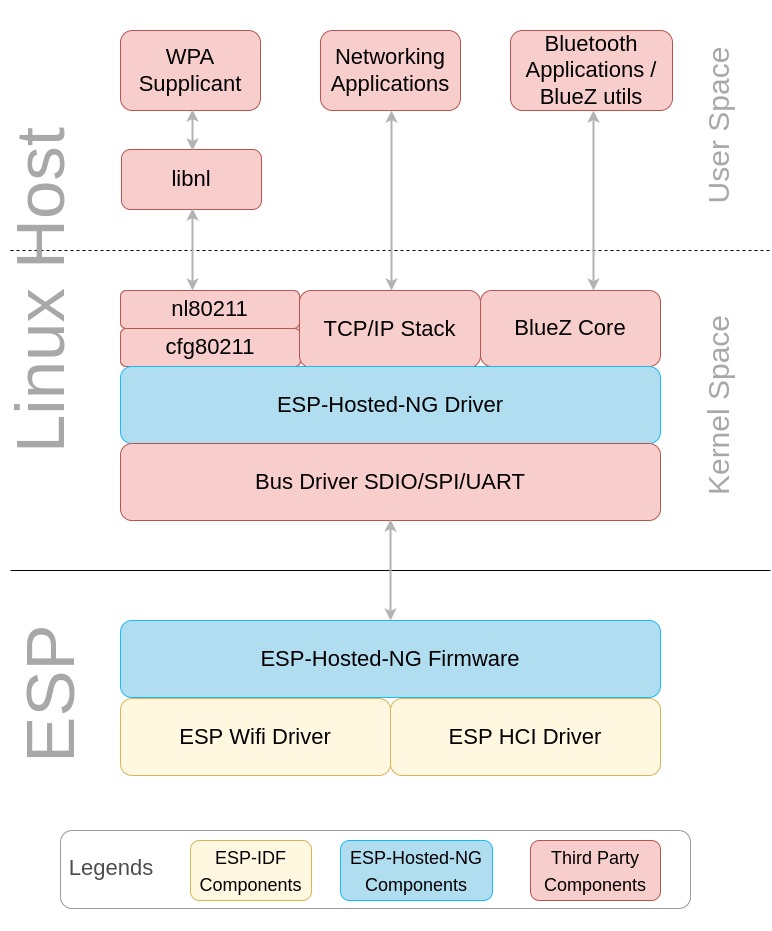 WPA
Supplicant
Networking
Applications
Bluetooth
Applications /
BlueZ utils
User Space
libnl
Linux Host
nl80211
cfg80211
TCP/IP Stack
BlueZ Core
Kernel Space
ESP-Hosted-NG Driver
Bus Driver SDIO/SPI/UART
ESP
ESP-Hosted-NG Firmware
ESP Wifi Driver
ESP HCI Driver
Legends
ESP-IDF
Components
ESP-Hosted-NG
Components
Third Party
Components